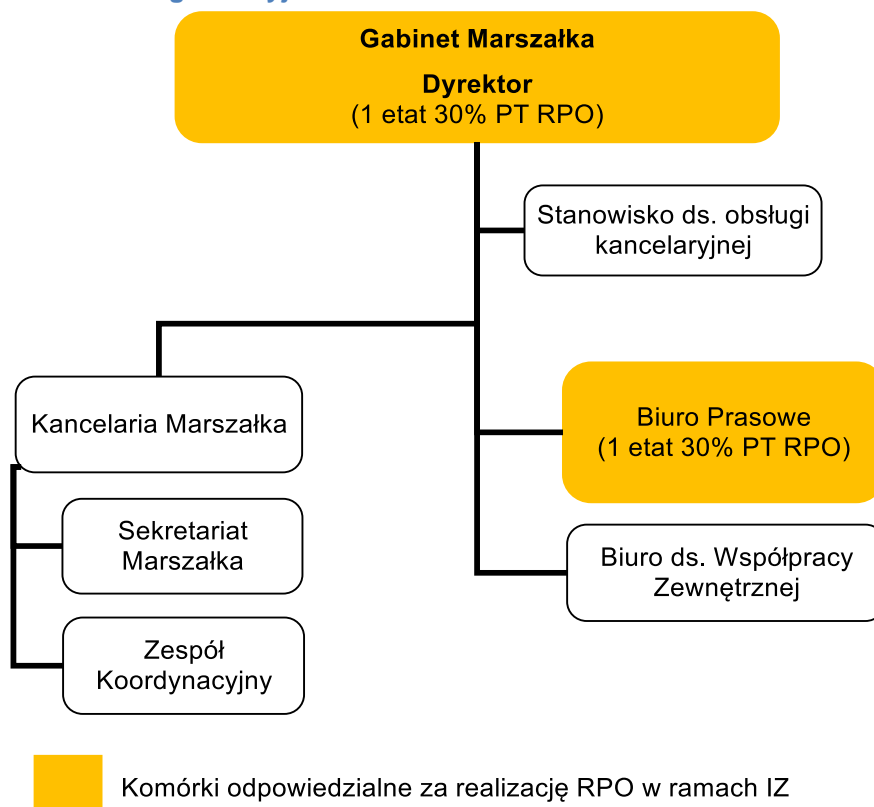 Gabinet Marszałka
Dyrektor
(1 etat 30% PT RPO)
Stanowisko ds. obsługi
kancelaryjnej
Kancelaria Marszałka
Biuro Prasowe
(1 etat 30% PT RPO)
Sekretariat
Marszałka
Biuro ds. Współpracy
Zewnętrznej
Zespół
Koordynacyjny
Komórki odpowiedzialne za realizację RPO w ramach IZ